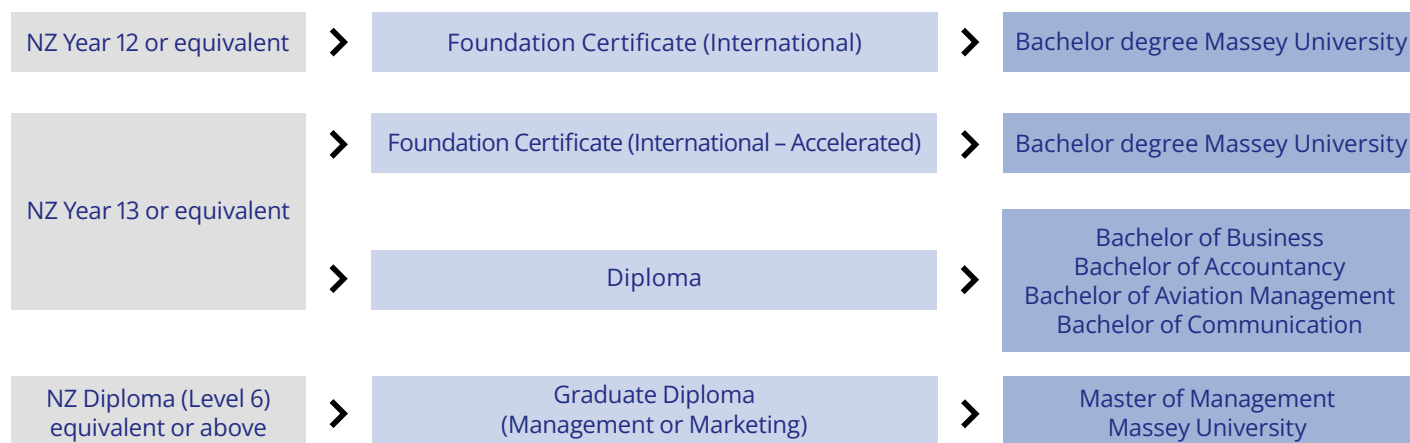 NZ Year 12 or equivalent
Foundation Certificate (International)
Bachelor degree Massey University
NZ Year 13 or equivalent
Foundation Certificate (International – Accelerated)
Bachelor degree Massey University
Diploma
Bachelor of Business
Bachelor of Accountancy
Bachelor of Aviation Management
Bachelor of Communication
NZ Diploma (Level 6)
equivalent or above
Graduate Diploma
(Management or Marketing)
Master of Management
Massey University